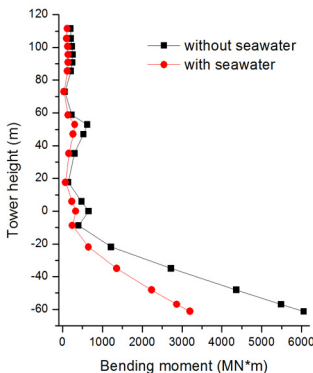 120
100
80
60
40
20
0
-20
-40
-60
Tower height (m)
without seawater
with seawater
0 1000 2000 3000 4000 5000 6000
Bending moment (MN*m)